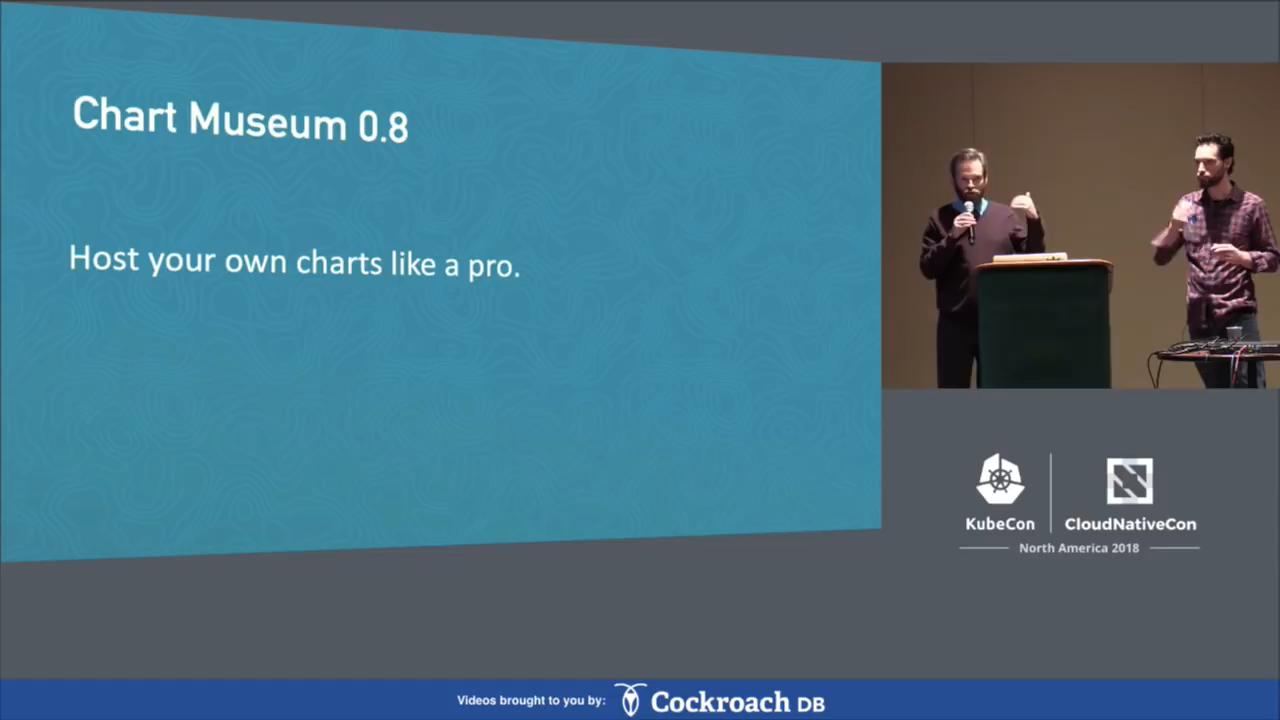 Chart Museum 0.8
Host your own charts like a pro.
KubeCon
CloudNativeCon
North America 2018
Videos brought to you by:
Cockroach DB